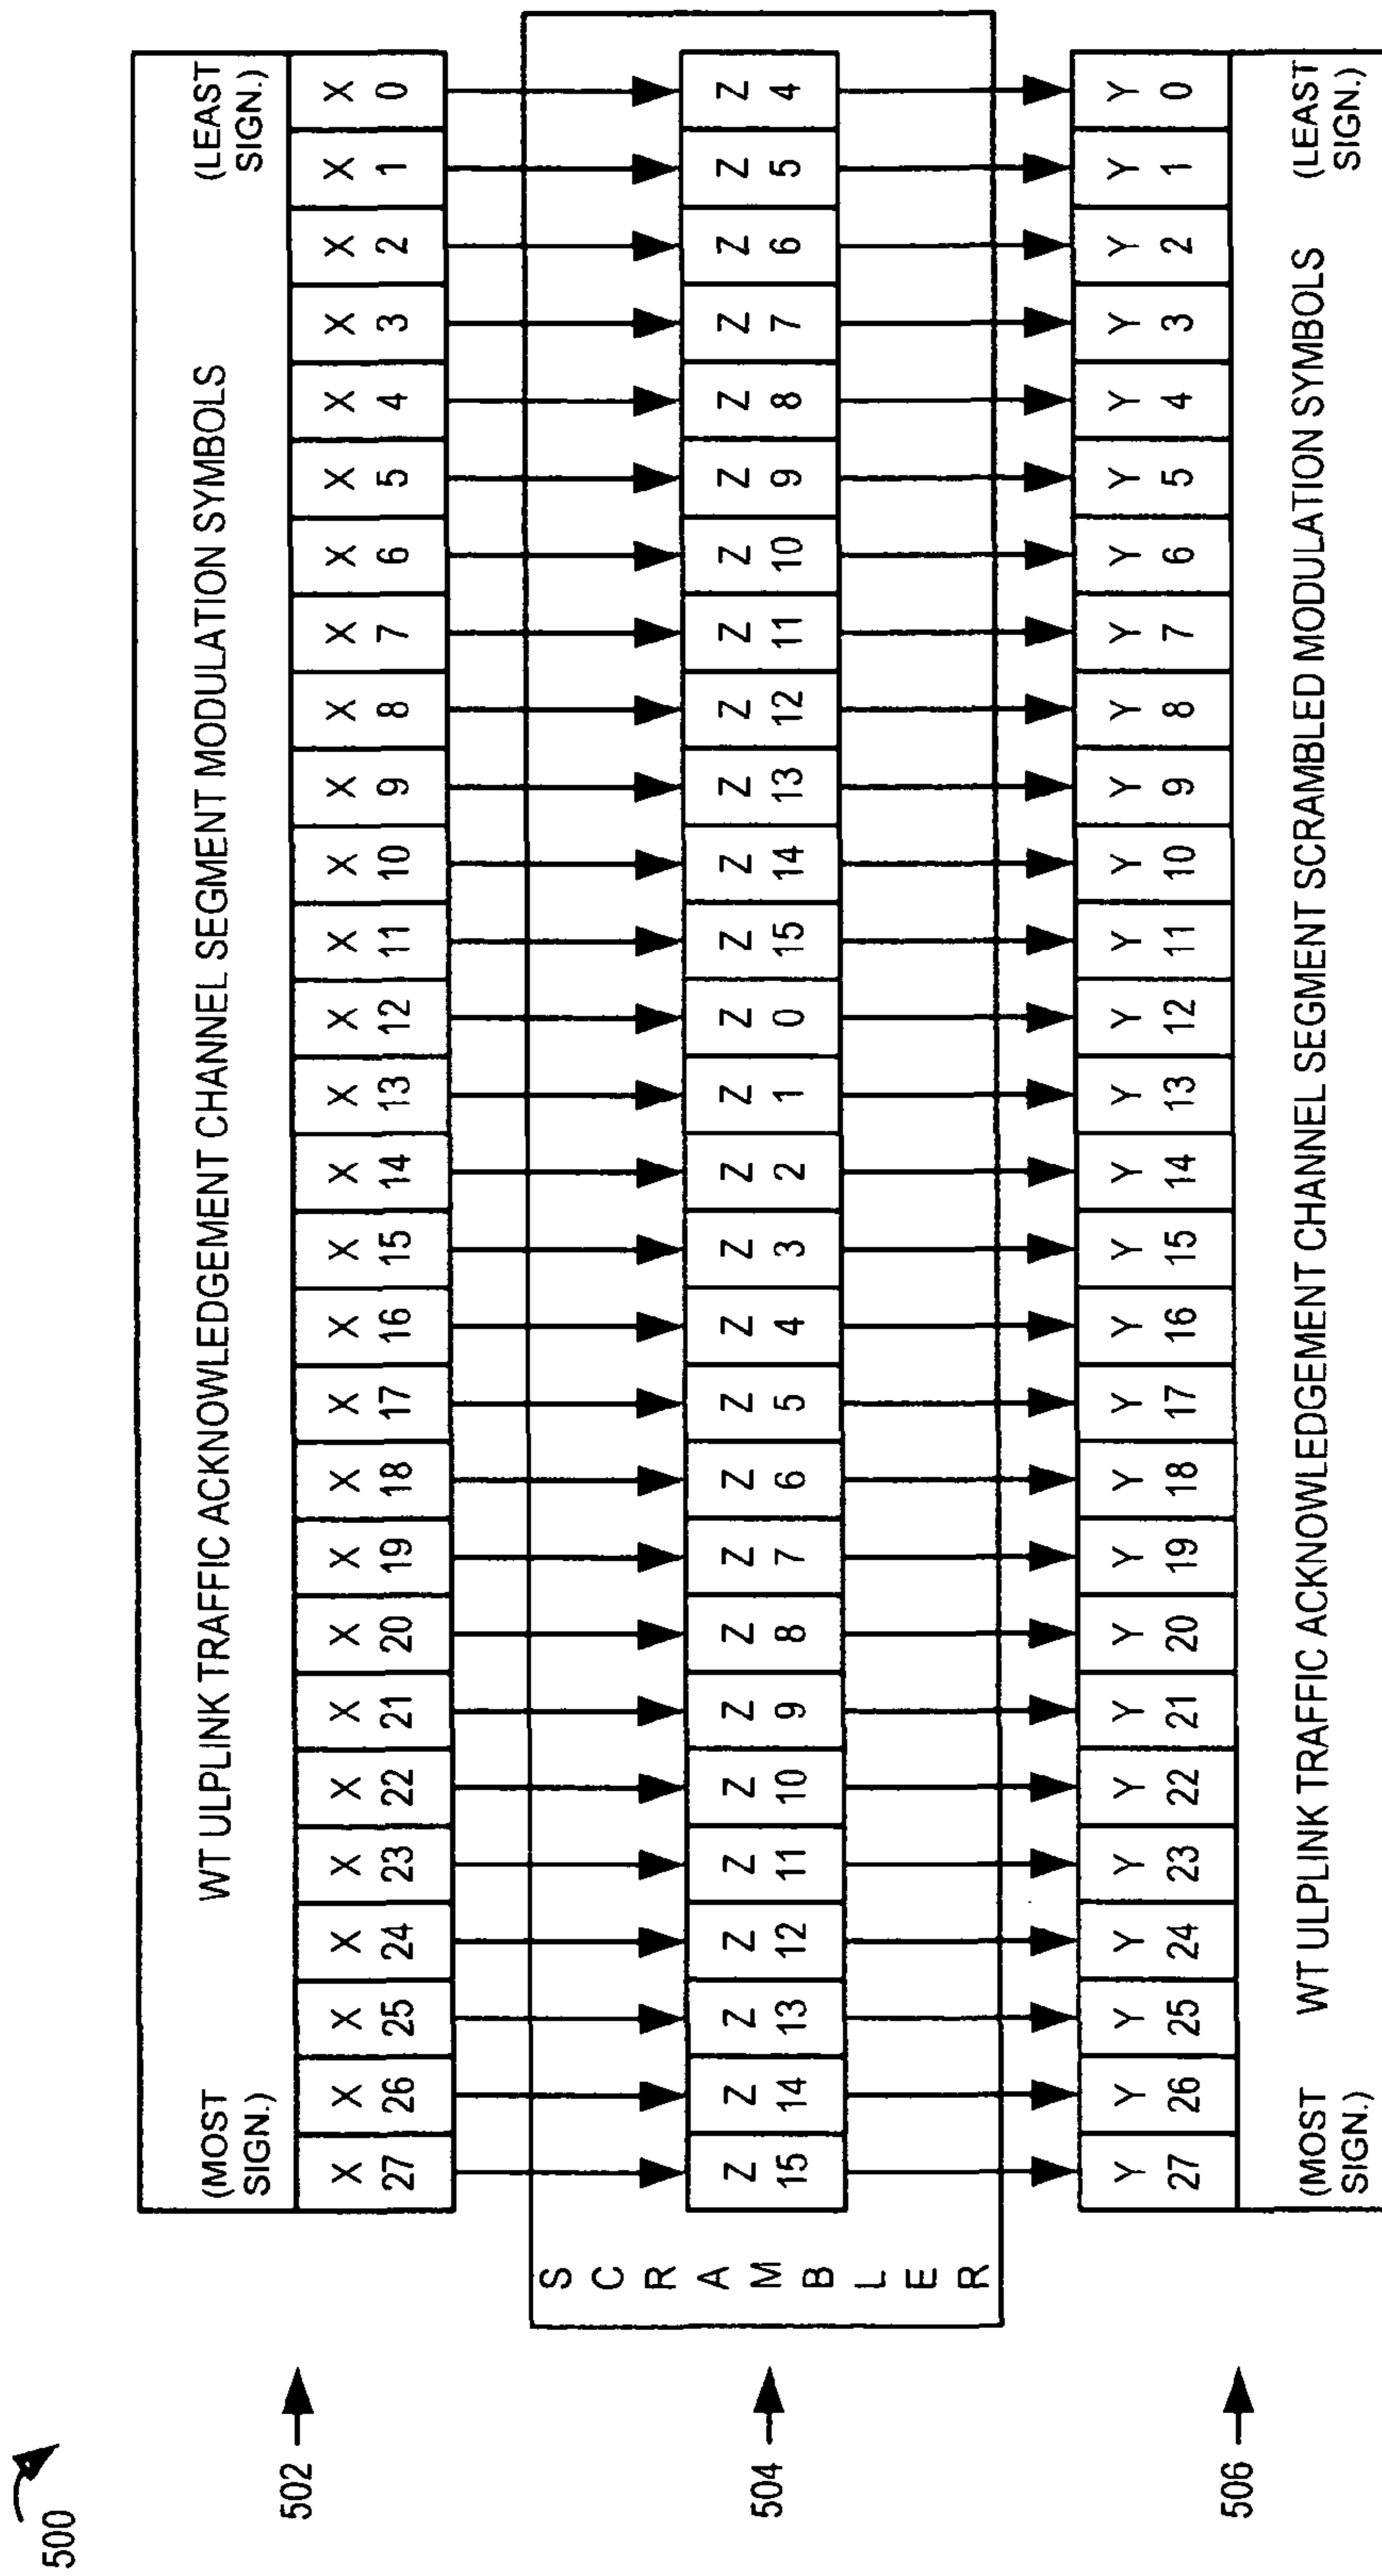 500
502
(MOST SIGN.) WT ULPLINK TRAFFIC ACKNOWLEDGEMENT CHANNEL SEGMENT MODULATION SYMBOLS (LEAST SIGN.)
X X X X X X X X X X X X X X X X X X X X X X X X X X X X
27 26 25 24 23 22 21 20 19 18 17 16 15 14 13 12 11 10 9 8 7 6 5 4 3 2 1 0
504
SCRAMBLER
Z Z Z Z Z Z Z Z Z Z Z Z Z Z Z Z Z Z Z Z Z Z Z Z Z Z Z Z
15 14 13 12 11 10 9 8 7 6 5 4 3 2 1 0 15 14 13 12 11 10 9 8 7 6 5 4
506
Y Y Y Y Y Y Y Y Y Y Y Y Y Y Y Y Y Y Y Y Y Y Y Y Y Y Y Y
27 26 25 24 23 22 21 20 19 18 17 16 15 14 13 12 11 10 9 8 7 6 5 4 3 2 1 0
(MOST SIGN.) WT ULPLINK TRAFFIC ACKNOWLEDGEMENT CHANNEL SEGMENT SCRAMBLED MODULATION SYMBOLS (LEAST SIGN.)